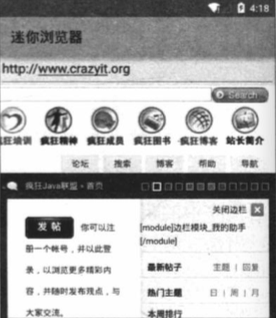 4:18
迷你浏览器
http://www.crazyit.org
Search
疯狂培训 疯狂精神 疯狂成员 疯狂图书 疯狂博客 站长简介
论坛 搜索 博客 帮助 导航
疯狂Java联盟 » 首页
关闭边栏
发帖 你可以注
册一个帐号，并以此登
录，以浏览更多精彩内
容，并随时发布观点，与
大家交流。
[module]边栏模块_我的助手
[/module]
最新帖子 主题 | 回复
热门主题 日 | 周 | 月
本周排行